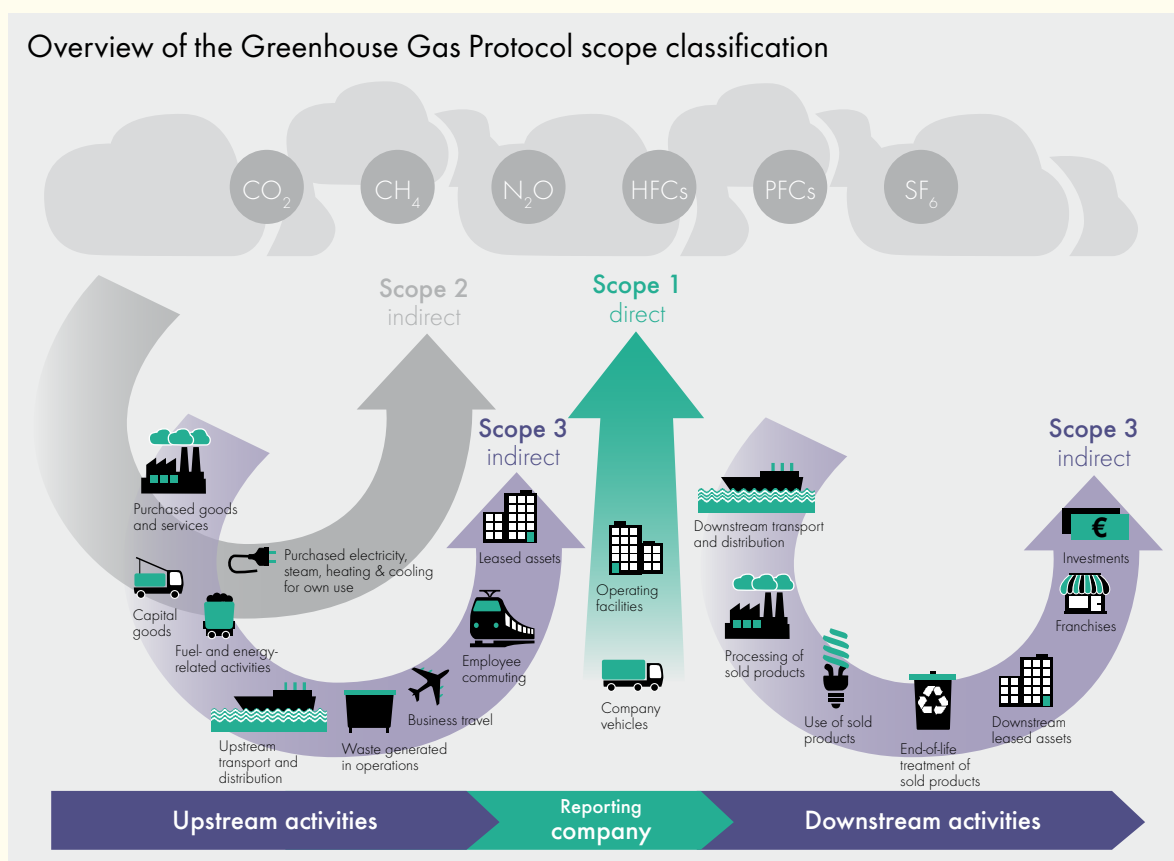 Overview of the Greenhouse Gas Protocol scope classification
CO₂
CH₄
N₂O
HFCs
PFCs
SF₆
Scope 2
indirect
Scope 1
direct
Scope 3
indirect
Scope 3
indirect
Purchased goods
and services
Purchased electricity,
steam, heating & cooling
for own use
Capital
goods
Fuel- and energy-
related activities
Upstream
transport and
distribution
Waste generated
in operations
Business travel
Employee
commuting
Leased assets
Operating
facilities
Company
vehicles
Downstream transport
and distribution
Processing of
sold products
Use of sold
products
End-of-life
treatment of
sold products
Downstream
leased assets
Franchises
€
Investments
Upstream activities
Reporting
company
Downstream activities